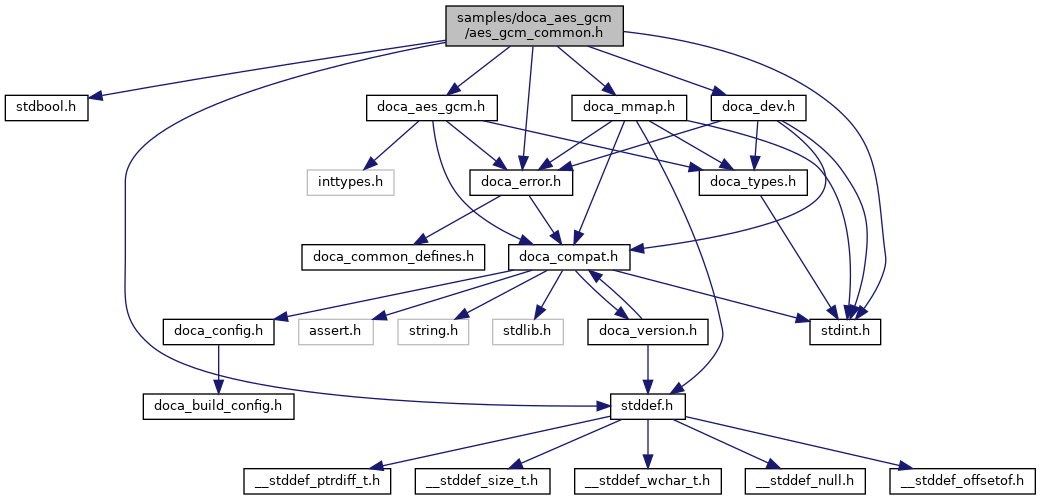 samples/doca_aes_gcm
/aes_gcm_common.h
stdbool.h
doca_aes_gcm.h
doca_mmap.h
doca_dev.h
inttypes.h
doca_error.h
doca_types.h
doca_common_defines.h
doca_compat.h
doca_config.h
assert.h
string.h
stdlib.h
doca_version.h
stdint.h
doca_build_config.h
stddef.h
__stddef_ptrdiff_t.h
__stddef_size_t.h
__stddef_wchar_t.h
__stddef_null.h
__stddef_offsetof.h